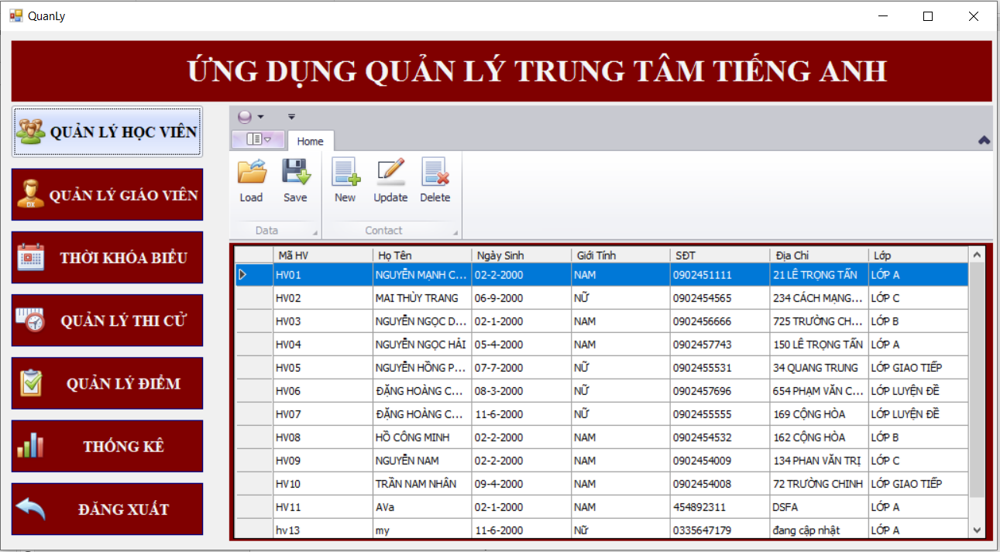 QuanLy
ỨNG DỤNG QUẢN LÝ TRUNG TÂM TIẾNG ANH
QUẢN LÝ HỌC VIÊN
QUẢN LÝ GIÁO VIÊN
THỜI KHÓA BIỂU
QUẢN LÝ THI CỬ
QUẢN LÝ ĐIỂM
THỐNG KÊ
ĐĂNG XUẤT
Home
Load Save New Update Delete
Data Contact
Mã HV Họ Tên Ngày Sinh Giới Tính SĐT Địa Chi Lớp
HV01 NGUYỄN MẠNH C... 02-2-2000 NAM 0902451111 21 LÊ TRỌNG TẤN LỚP A
HV02 MAI THÙY TRANG 06-9-2000 NỮ 0902454565 234 CÁCH MẠNG... LỚP C
HV03 NGUYỄN NGỌC D... 02-1-2000 NAM 0902456666 725 TRƯỜNG CH... LỚP B
HV04 NGUYỄN NGỌC HẢI 05-4-2000 NAM 0902457743 150 LÊ TRỌNG TẤN LỚP A
HV05 NGUYỄN HỒNG P... 07-7-2000 NỮ 0902455531 34 QUANG TRUNG LỚP GIAO TIẾP
HV06 ĐẶNG HOÀNG C... 08-3-2000 NỮ 0902457696 654 PHẠM VĂN C... LỚP LUYỆN ĐỀ
HV07 ĐẶNG HOÀNG C... 11-6-2000 NỮ 0902455555 169 CỘNG HÒA LỚP LUYỆN ĐỀ
HV08 HỒ CÔNG MINH 02-2-2000 NAM 0902454532 162 CỘNG HÒA LỚP B
HV09 NGUYỄN NAM 02-2-2000 NAM 0902454009 134 PHAN VĂN TRỊ LỚP C
HV10 TRẦN NAM NHÂN 09-4-2000 NAM 0902454008 72 TRƯỜNG CHINH LỚP GIAO TIẾP
HV11 AVa 02-1-2000 NAM 454892311 DSFA LỚP A
hv13 my 11-6-2000 Nữ 0335647179 đang cập nhật LỚP A